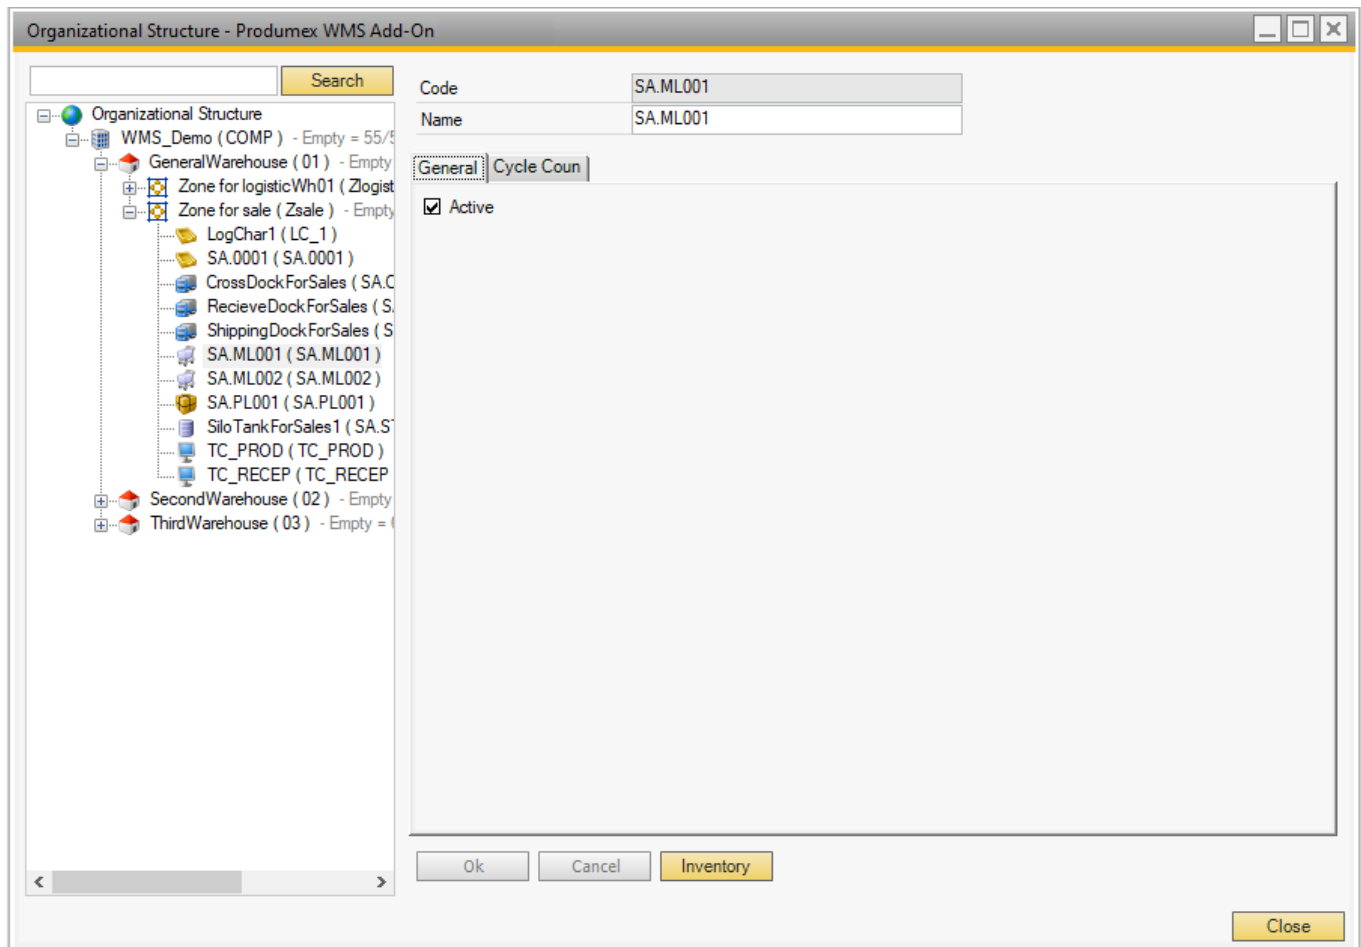 Organizational Structure - Produmex WMS Add-On
Search
Organizational Structure
WMS_Demo ( COMP ) - Empty = 55/
GeneralWarehouse ( 01 ) - Empty
Zone for logisticWh01 ( Zlogist
Zone for sale ( Zsale ) - Empty
LogChar1 ( LC_1 )
SA.0001 ( SA.0001 )
CrossDockForSales ( SA.C
RecieveDockForSales ( S
ShippingDockForSales ( S
SA.ML001 ( SA.ML001 )
SA.ML002 ( SA.ML002 )
SA.PL001 ( SA.PL001 )
SiloTankForSales1 ( SA.S
TC_PROD ( TC_PROD )
TC_RECEP ( TC_RECEP
SecondWarehouse ( 02 ) - Empty
ThirdWarehouse ( 03 ) - Empty =
Code SA.ML001
Name SA.ML001
General Cycle Coun
Active
Ok Cancel Inventory
Close